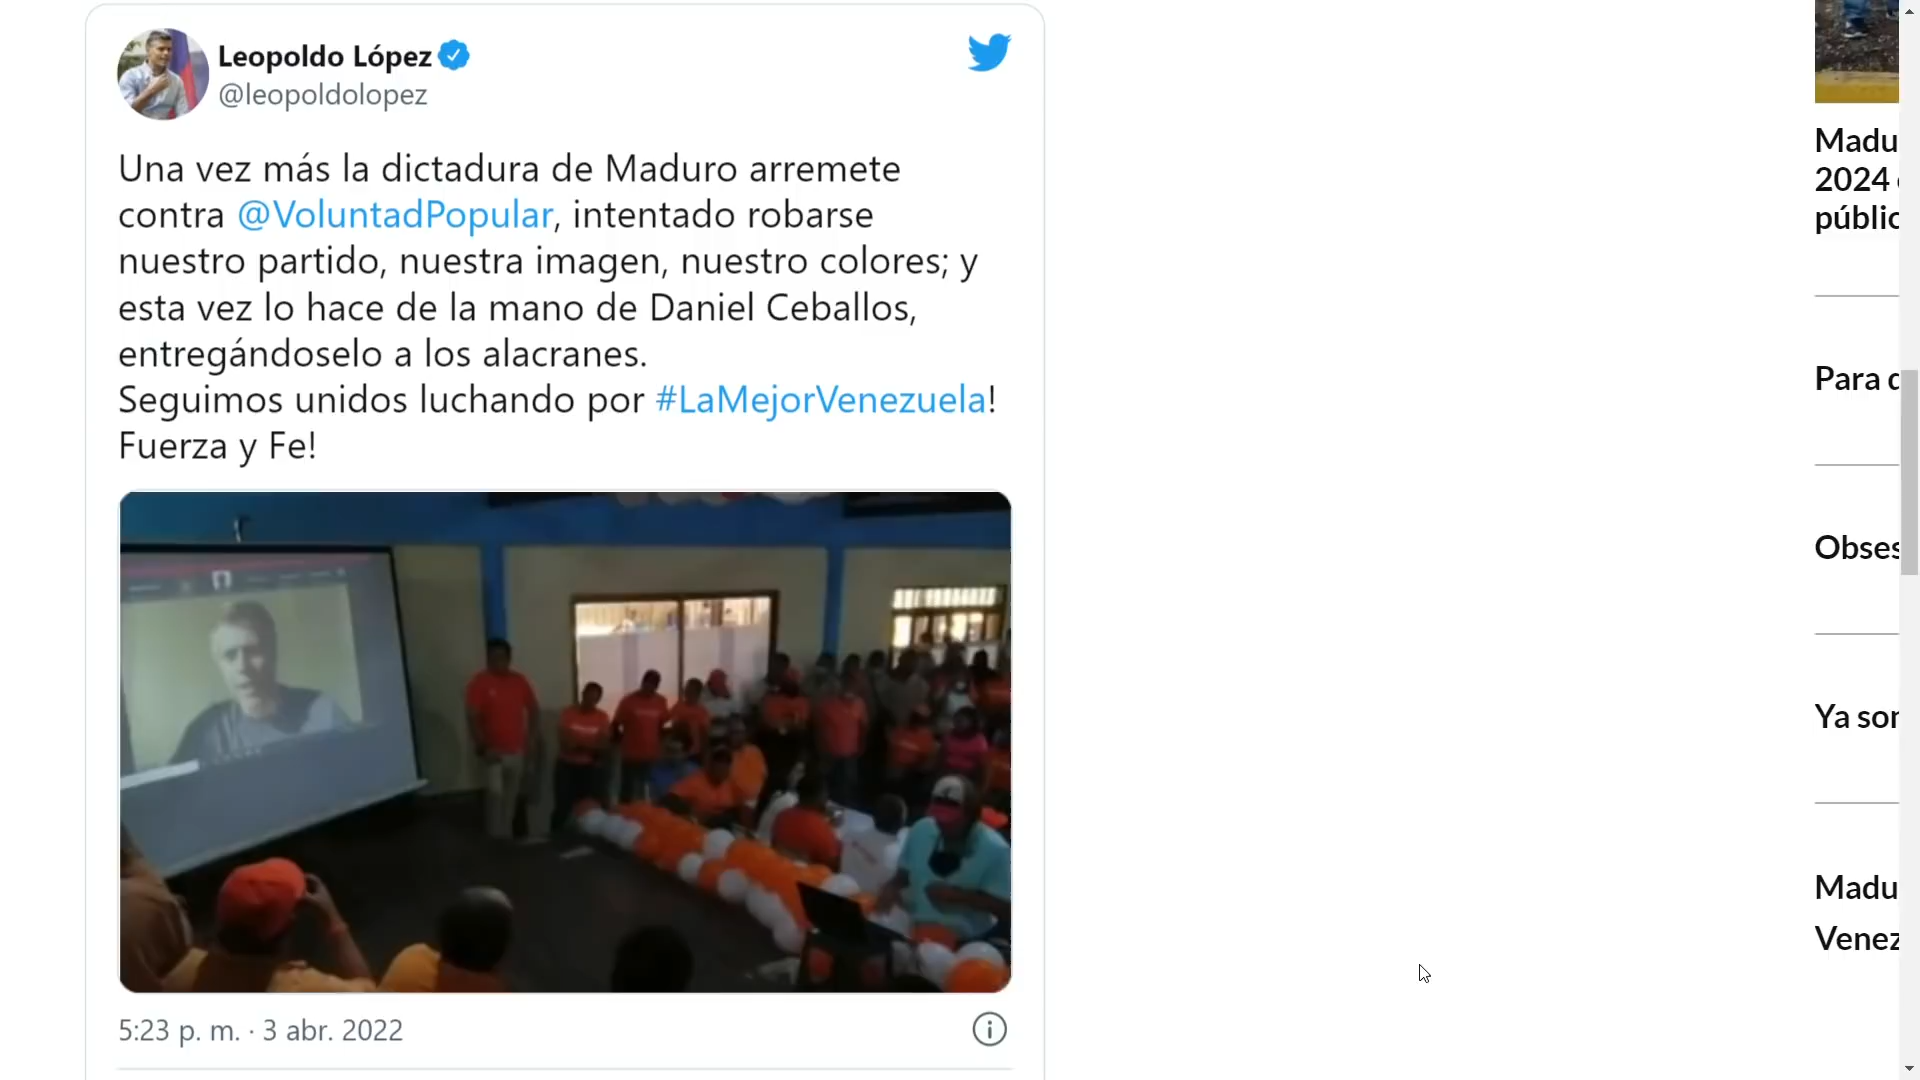 Leopoldo López
@leopoldolopez
Una vez más la dictadura de Maduro arremete
contra @VoluntadPopular, intentado robarse
nuestro partido, nuestra imagen, nuestro colores; y
esta vez lo hace de la mano de Daniel Ceballos,
entregándoselo a los alacranes.
Seguimos unidos luchando por #LaMejorVenezuela!
Fuerza y Fe!
5:23 p. m. · 3 abr. 2022
Madu
2024
públic
Para
Obses
Ya
Madu
Venez